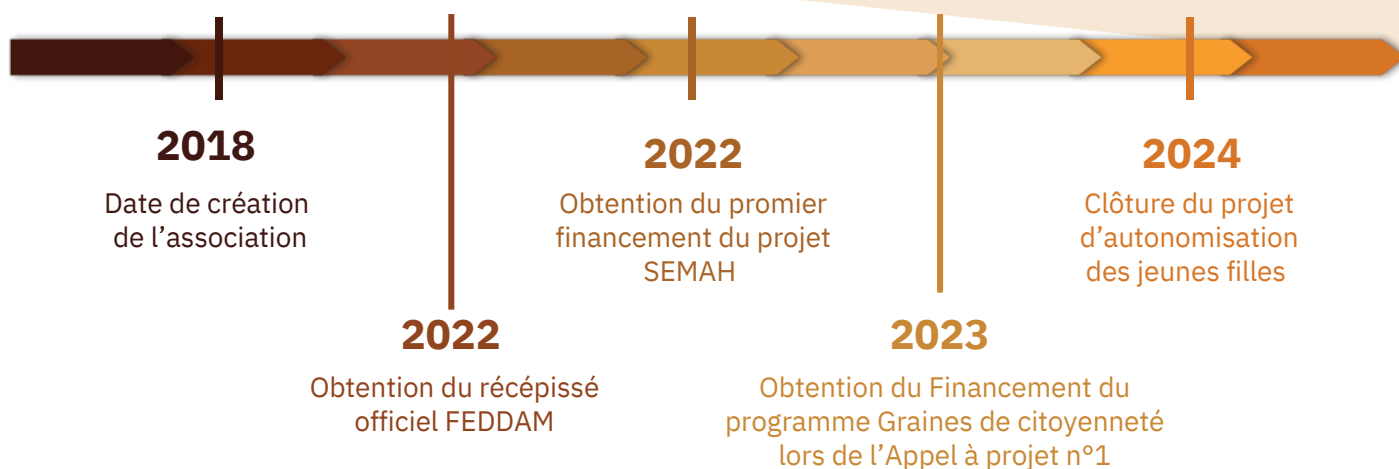 2018
Date de création
de l’association
2022
Obtention du récépissé
officiel FEDDAM
2022
Obtention du promier
financement du projet
SEMAH
2023
Obtention du Financement du
programme Graines de citoyenneté
lors de l’Appel à projet n°1
2024
Clôture du projet
d’autonomisation
des jeunes filles